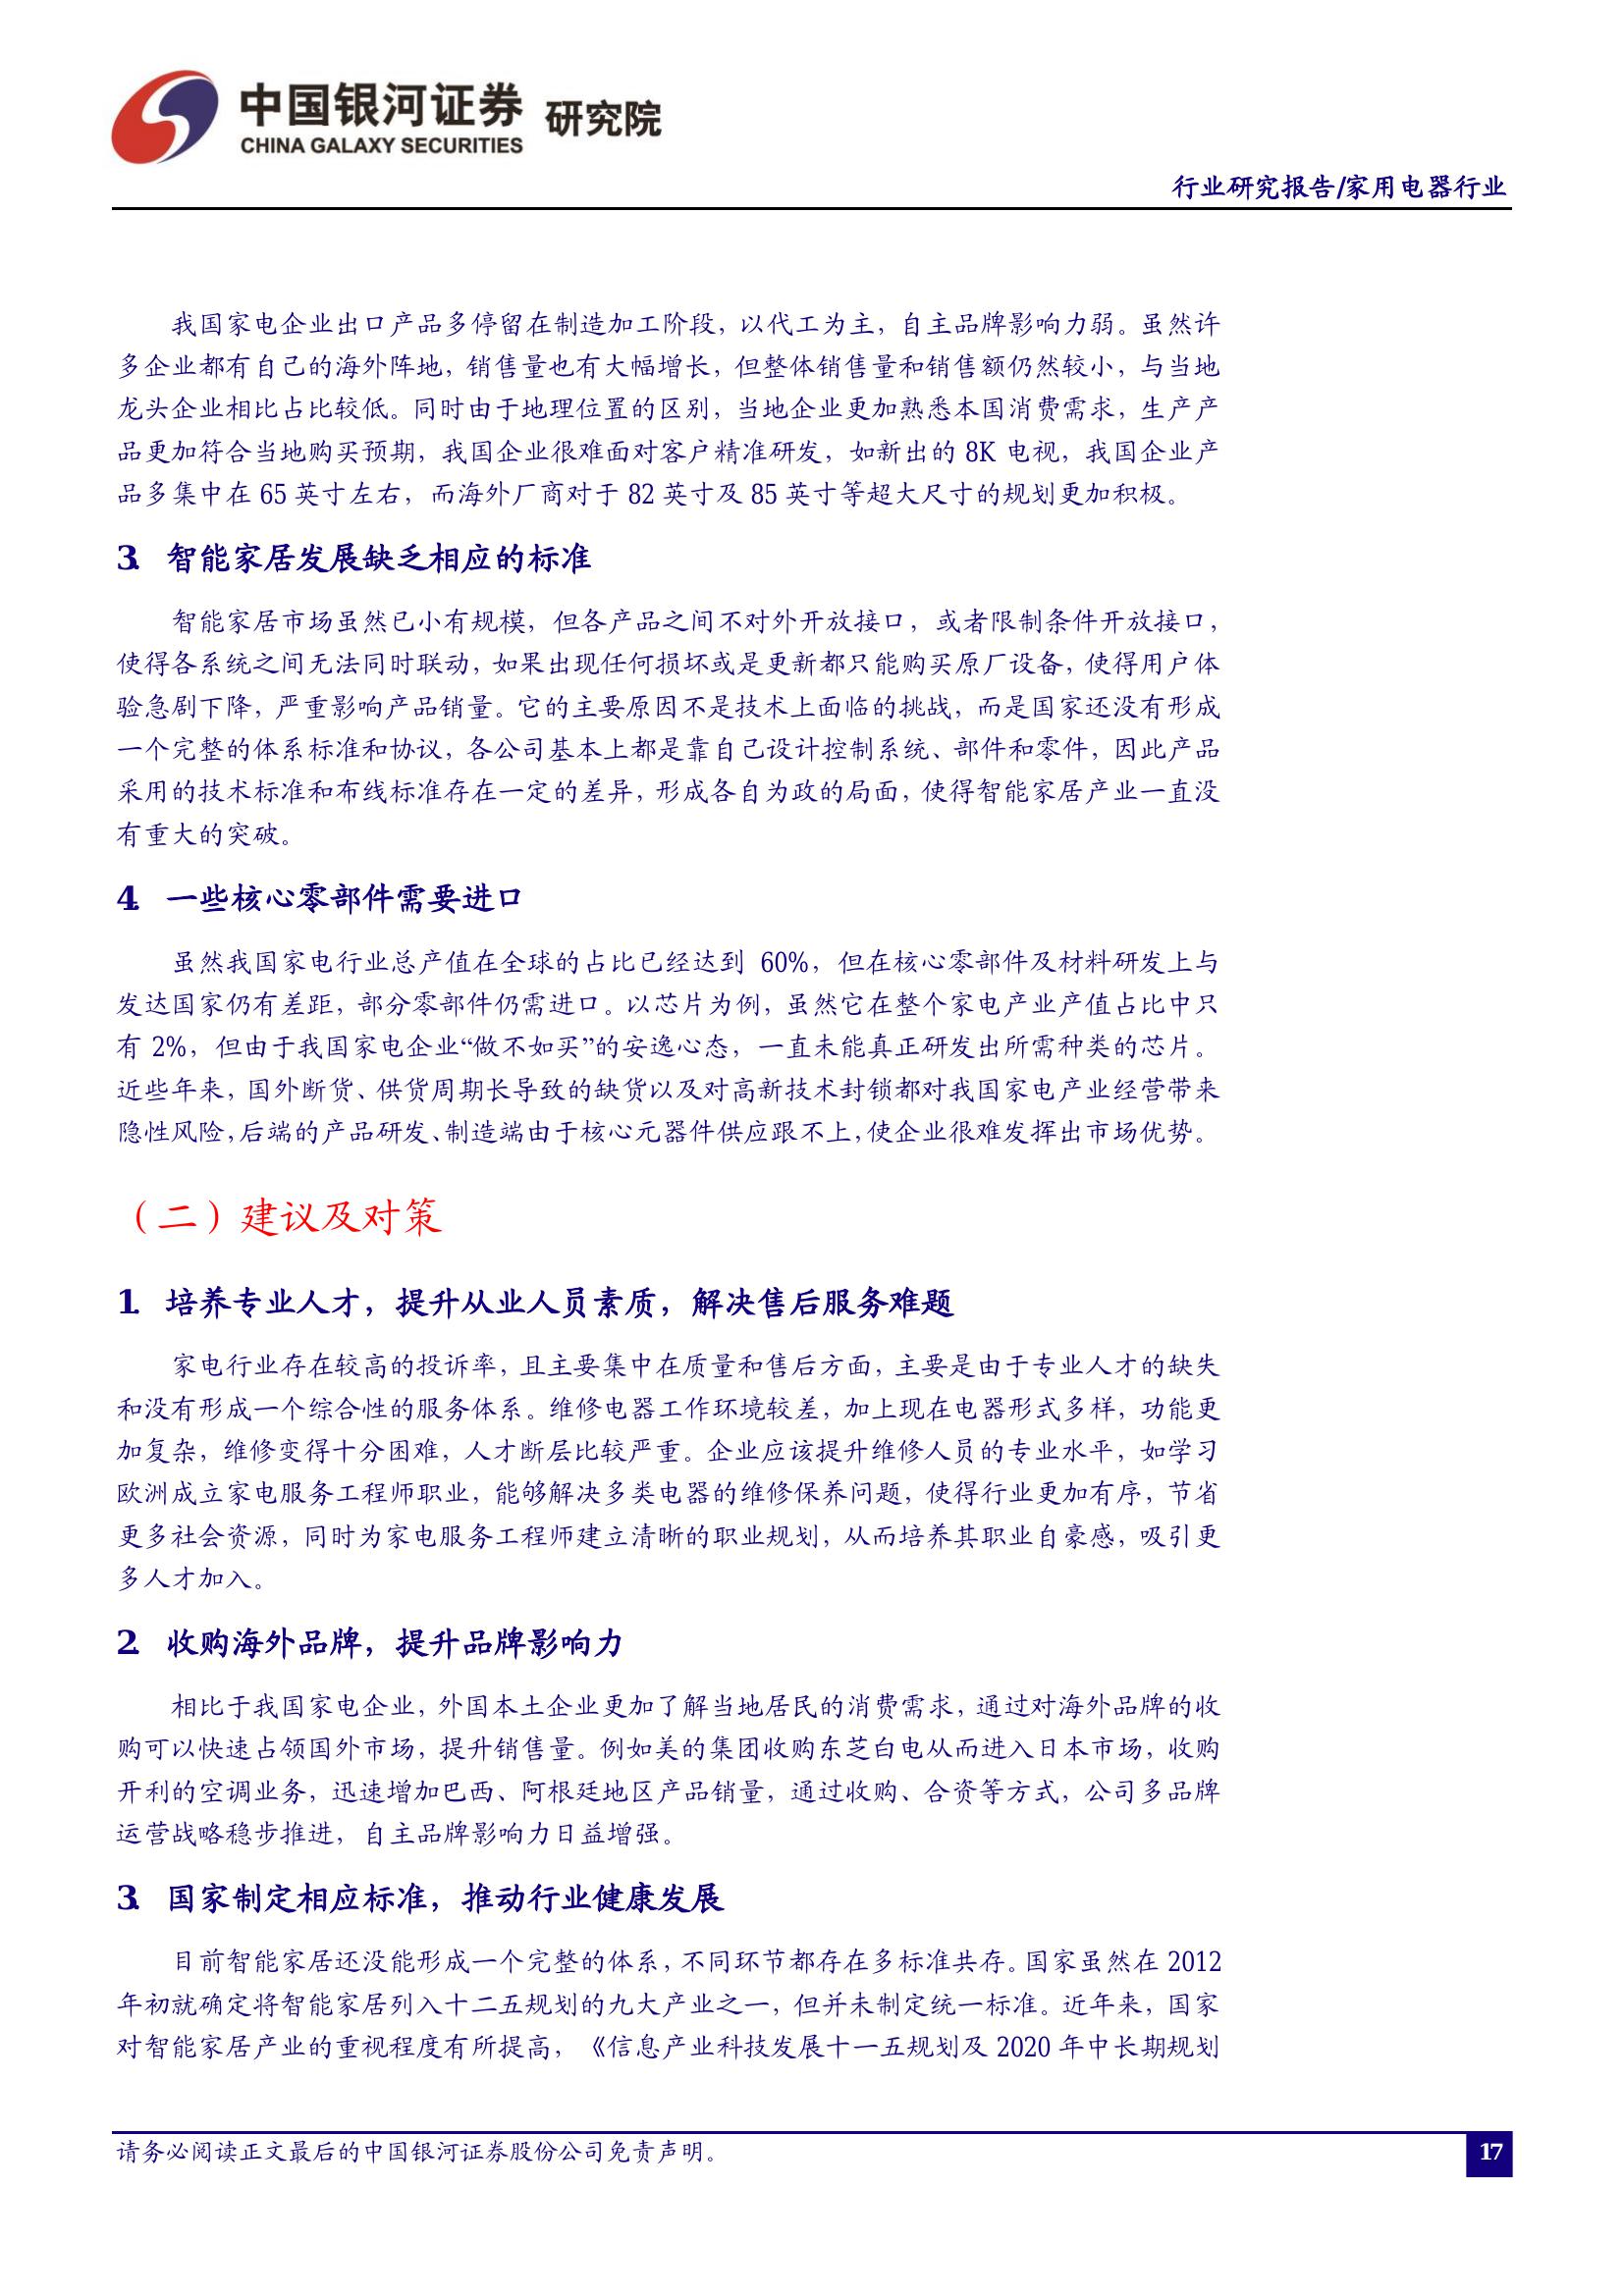 中国银河证券 研究院
CHINA GALAXY SECURITIES
行业研究报告/家用电器行业
我国家电企业出口产品多停留在制造加工阶段，以代工为主，自主品牌影响力弱。虽然许
多企业都有自己的海外阵地，销售量也有大幅增长，但整体销售量和销售额仍然较小，与当地
龙头企业相比占比较低。同时由于地理位置的区别，当地企业更加熟悉本国消费需求，生产产
品更加符合当地购买预期，我国企业很难面对客户精准研发，如新出的 8K 电视，我国企业产
品多集中在 65 英寸左右，而海外厂商对于 82 英寸及 85 英寸等超大尺寸的规划更加积极。
3. 智能家居发展缺乏相应的标准
智能家居市场虽然已小有规模，但各产品之间不对外开放接口，或者限制条件开放接口，
使得各系统之间无法同时联动，如果出现任何损坏或是更新都只能购买原厂设备，使得用户体
验急剧下降，严重影响产品销量。它的主要原因不是技术上面临的挑战，而是国家还没有形成
一个完整的体系标准和协议，各公司基本上都是靠自己设计控制系统、部件和零件，因此产品
采用的技术标准和布线标准存在一定的差异，形成各自为政的局面，使得智能家居产业一直没
有重大的突破。
4. 一些核心零部件需要进口
虽然我国家电行业总产值在全球的占比已经达到 60%，但在核心零部件及材料研发上与
发达国家仍有差距，部分零部件仍需进口。以芯片为例，虽然它在整个家电产业产值占比中只
有 2%，但由于我国家电企业“做不如买”的安逸心态，一直未能真正研发出所需种类的芯片。
近些年来，国外断货、供货周期长导致的缺货以及对高新技术封锁都对我国家电产业经营带来
隐性风险，后端的产品研发、制造端由于核心元器件供应跟不上，使企业很难发挥出市场优势。
（二）建议及对策
1. 培养专业人才，提升从业人员素质，解决售后服务难题
家电行业存在较高的投诉率，且主要集中在质量和售后方面，主要是由于专业人才的缺失
和没有形成一个综合性的服务体系。维修电器工作环境较差，加上现在电器形式多样，功能更
加复杂，维修变得十分困难，人才断层比较严重。企业应该提升维修人员的专业水平，如学习
欧洲成立家电服务工程师职业，能够解决多类电器的维修保养问题，使得行业更加有序，节省
更多社会资源，同时为家电服务工程师建立清晰的职业规划，从而培养其职业自豪感，吸引更
多人才加入。
2. 收购海外品牌，提升品牌影响力
相比于我国家电企业，外国本土企业更加了解当地居民的消费需求，通过对海外品牌的收
购可以快速占领国外市场，提升销售量。例如美的集团收购东芝白电从而进入日本市场，收购
开利的空调业务，迅速增加巴西、阿根廷地区产品销量，通过收购、合资等方式，公司多品牌
运营战略稳步推进，自主品牌影响力日益增强。
3. 国家制定相应标准，推动行业健康发展
目前智能家居还没能形成一个完整的体系，不同环节都存在多标准共存。国家虽然在 2012
年初就确定将智能家居列入十二五规划的九大产业之一，但并未制定统一标准。近年来，国家
对智能家居产业的重视程度有所提高，《信息产业科技发展十一五规划及 2020 年中长期规划
请务必阅读正文最后的中国银河证券股份公司免责声明。
17